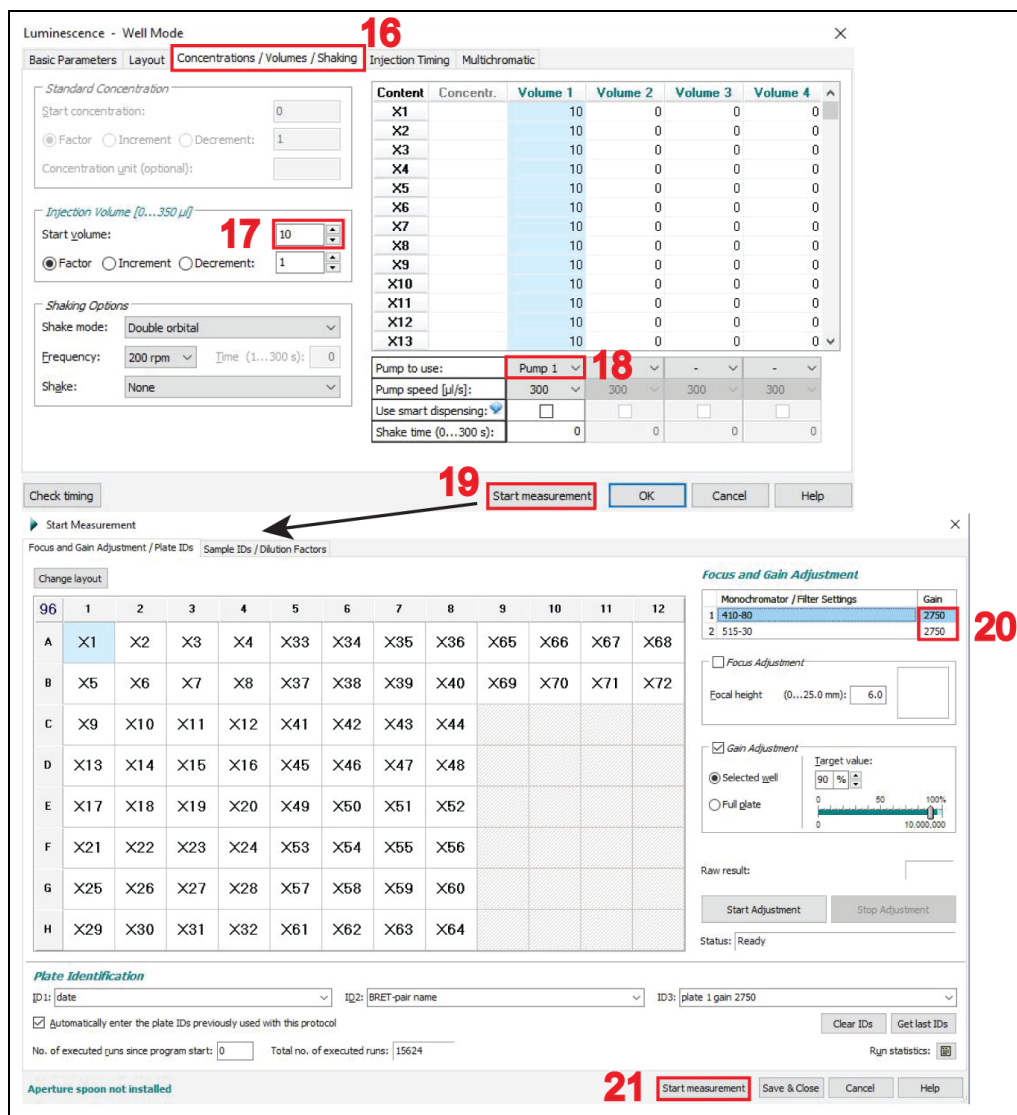 Luminescence - Well Mode
16
Basic Parameters Layout Concentrations / Volumes / Shaking Injection Timing Multichromatic
Standard Concentration
Start concentration: 0
Factor Increment Decrement: 1
Concentration unit (optional):
Injection Volume [0...350 µl]
Start volume: 17 10
Factor Increment Decrement: 1
Shaking Options
Shake mode: Double orbital
Frequency: 200 rpm Time (1...300 s): 0
Shake: None
Content Concentr. Volume 1 Volume 2 Volume 3 Volume 4
X1 10 0 0 0
X2 10 0 0 0
X3 10 0 0 0
X4 10 0 0 0
X5 10 0 0 0
X6 10 0 0 0
X7 10 0 0 0
X8 10 0 0 0
X9 10 0 0 0
X10 10 0 0 0
X11 10 0 0 0
X12 10 0 0 0
X13 10 0 0 0
Pump to use: Pump 1 18 - -
Pump speed [µl/s]: 300 300 300 300
Use smart dispensing:
Shake time (0...300 s): 0 0 0 0
Check timing 19 Start measurement OK Cancel Help
Start Measurement
Focus and Gain Adjustment / Plate IDs Sample IDs / Dilution Factors
Change layout
96 1 2 3 4 5 6 7 8 9 10 11 12
A X1 X2 X3 X4 X33 X34 X35 X36 X65 X66 X67 X68
B X5 X6 X7 X8 X37 X38 X39 X40 X69 X70 X71 X72
C X9 X10 X11 X12 X41 X42 X43 X44
D X13 X14 X15 X16 X45 X46 X47 X48
E X17 X18 X19 X20 X49 X50 X51 X52
F X21 X22 X23 X24 X53 X54 X55 X56
G X25 X26 X27 X28 X57 X58 X59 X60
H X29 X30 X31 X32 X61 X62 X63 X64
Focus and Gain Adjustment
Monochromator / Filter Settings Gain
1 410-80 2750
2 515-30 2750
20
Focus Adjustment
Focal height (0...25.0 mm): 6.0
Gain Adjustment
Target value:
Selected well 90 %
Full plate
0 50 100%
0 10,000,000
Raw result:
Start Adjustment Stop Adjustment
Status: Ready
Plate Identification
ID1: date ID2: BRET-pair name ID3: plate 1 gain 2750
Automatically enter the plate IDs previously used with this protocol Clear IDs Get last IDs
No. of executed runs since program start: 0 Total no. of executed runs: 15624 Run statistics:
Aperture spoon not installed 21 Start measurement Save & Close Cancel Help